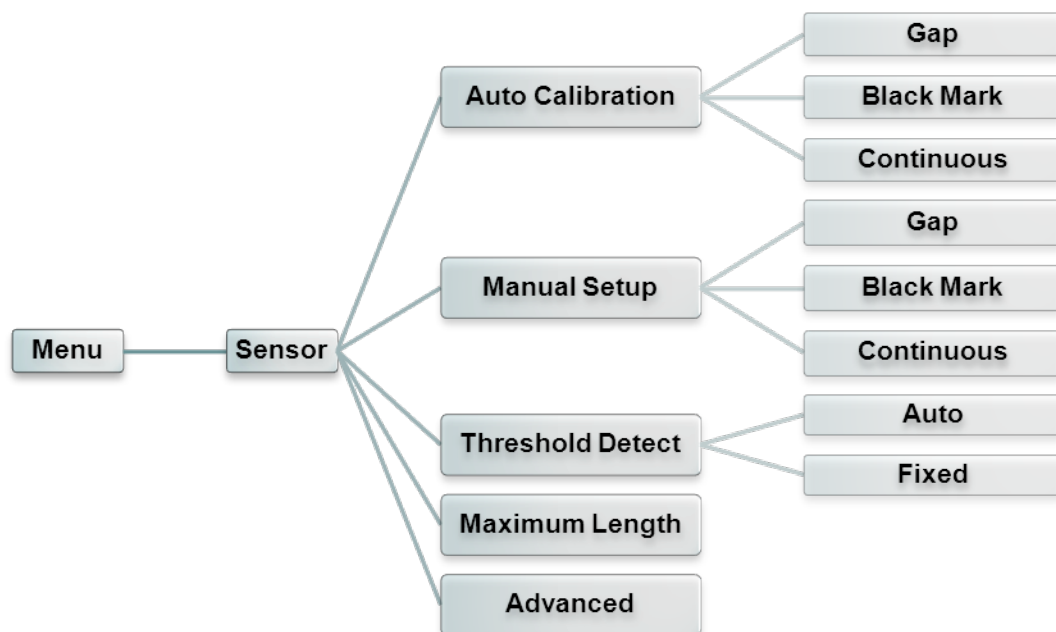 Menu
Sensor
Auto Calibration
Gap
Black Mark
Continuous
Manual Setup
Gap
Black Mark
Continuous
Threshold Detect
Auto
Fixed
Maximum Length
Advanced